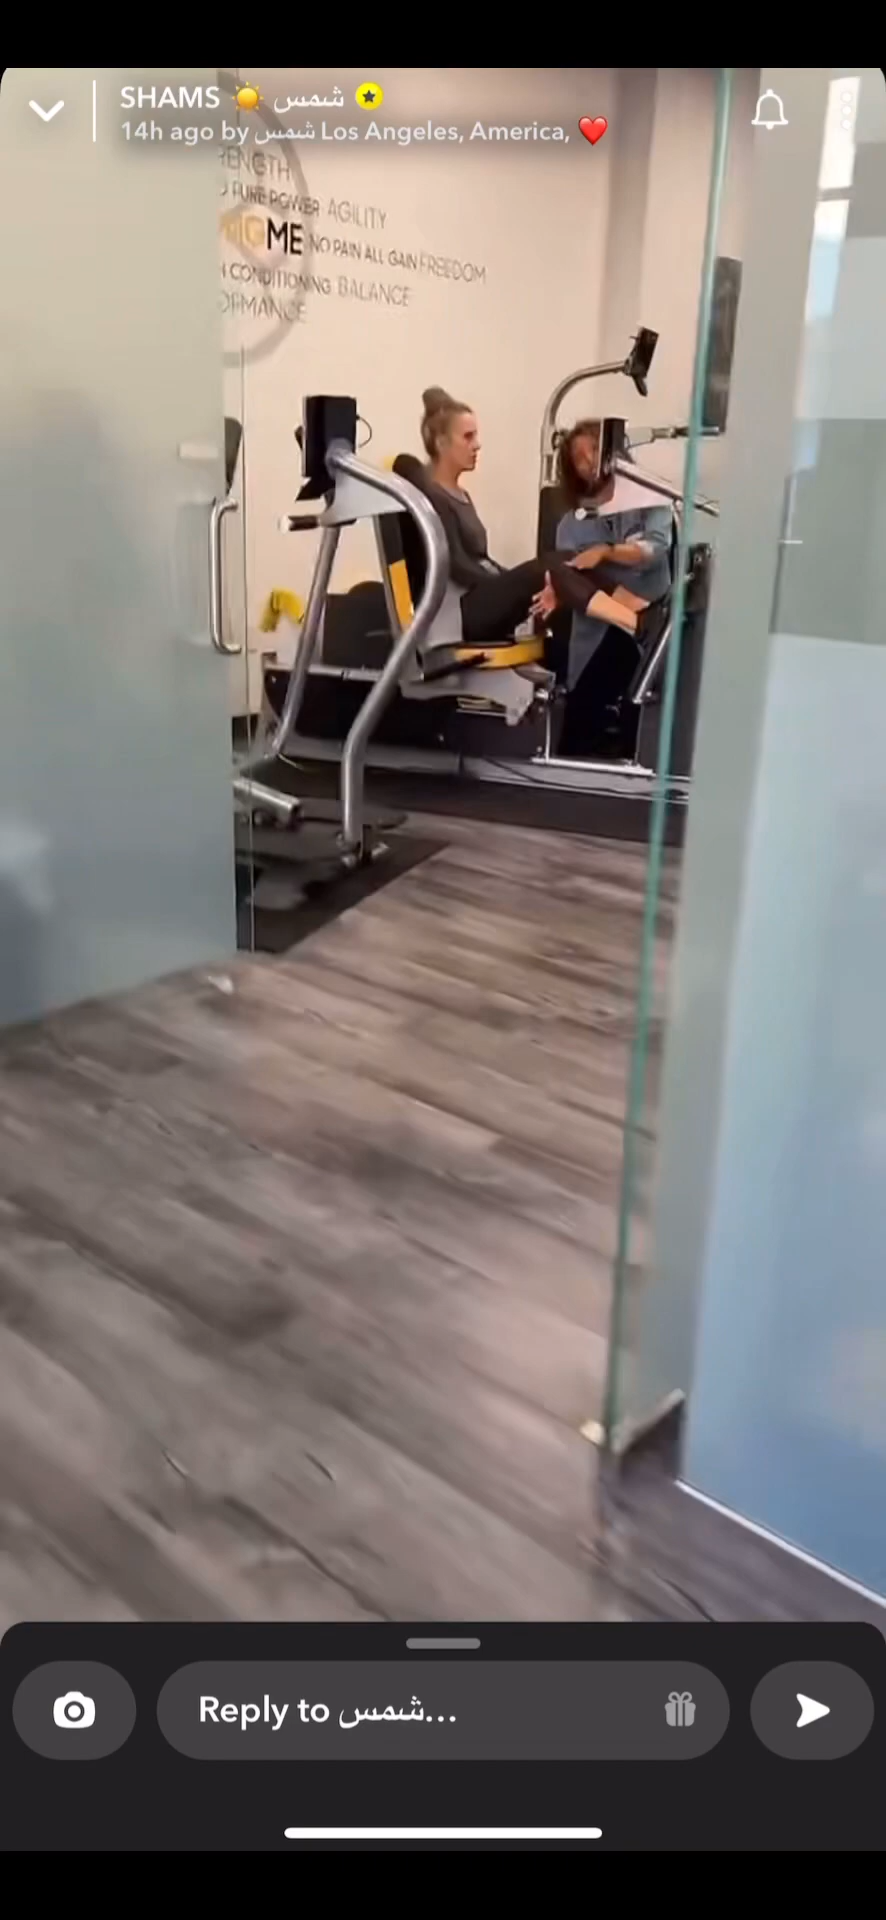 SHAMS ☀️ شمس
14h ago by شمس Los Angeles, America, ❤️
PURE POWER AGILITY
ME NO PAIN ALL GAIN FREEDOM
CONDITIONING BALANCE
Reply to شمس...